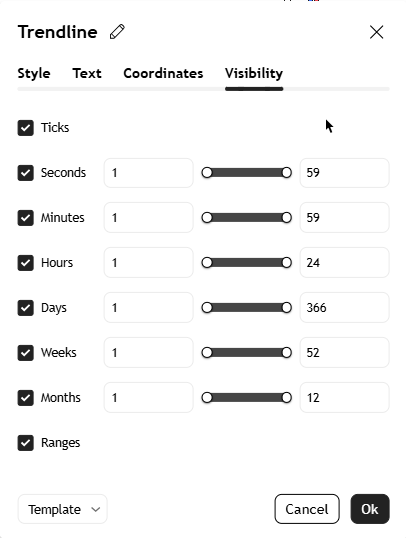 Trendline
Style Text Coordinates Visibility
Ticks
Seconds 1 59
Minutes 1 59
Hours 1 24
Days 1 366
Weeks 1 52
Months 1 12
Ranges
Template Cancel Ok